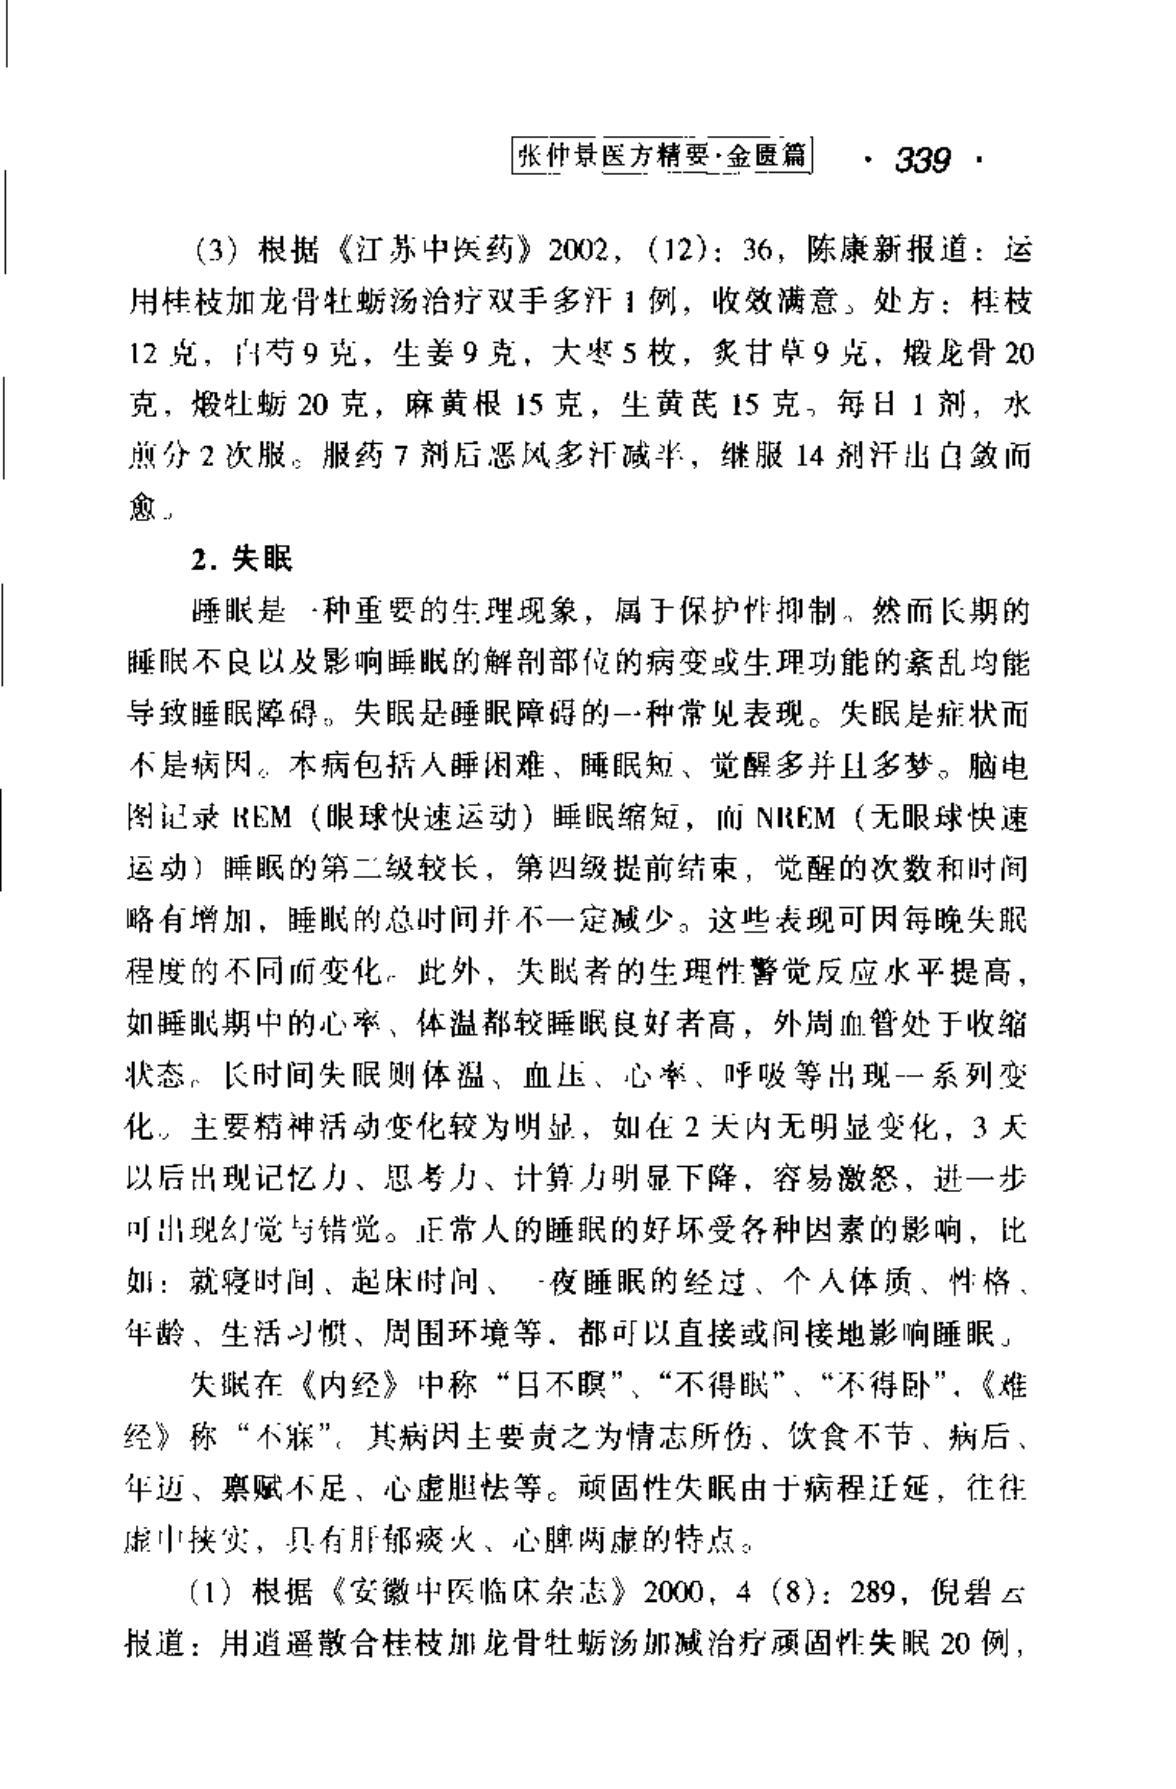 张仲景医方精要·金匮篇 · 339 ·
(3) 根据《江苏中医药》2002, (12): 36, 陈康新报道: 运
用桂枝加龙骨牡蛎汤治疗双手多汗 1 例, 收效满意。处方: 桂枝
12 克, 白芍 9 克, 生姜 9 克, 大枣 5 枚, 炙甘草 9 克, 煅龙骨 20
克, 煅牡蛎 20 克, 麻黄根 15 克, 生黄芪 15 克。每日 1 剂, 水
煎分 2 次服。服药 7 剂后恶风多汗减半, 继服 14 剂汗出自敛而
愈。
2. 失眠
睡眠是一种重要的生理现象, 属于保护性抑制。然而长期的
睡眠不良以及影响睡眠的解剖部位的病变或生理功能的紊乱均能
导致睡眠障碍。失眠是睡眠障碍的一种常见表现。失眠是症状而
不是病因。本病包括入睡困难、睡眠短、觉醒多并且多梦。脑电
图记录 REM (眼球快速运动) 睡眠缩短, 而 NREM (无眼球快速
运动) 睡眠的第二级较长, 第四级提前结束, 觉醒的次数和时间
略有增加, 睡眠的总时间并不一定减少。这些表现可因每晚失眠
程度的不同而变化。此外, 失眠者的生理性警觉反应水平提高,
如睡眠期中的心率、体温都较睡眠良好者高, 外周血管处于收缩
状态。长时间失眠则体温、血压、心率、呼吸等出现一系列变
化。主要精神活动变化较为明显, 如在 2 天内无明显变化, 3 天
以后出现记忆力、思考力、计算力明显下降, 容易激怒, 进一步
可出现幻觉与错觉。正常人的睡眠的好坏受各种因素的影响, 比
如: 就寝时间、起床时间、一夜睡眠的经过、个人体质、性格、
年龄、生活习惯、周围环境等, 都可以直接或间接地影响睡眠。
失眠在《内经》中称 “目不瞑”、“不得眠”、“不得卧”, 《难
经》称 “不寐”。其病因主要责之为情志所伤、饮食不节、病后、
年迈、禀赋不足、心虚胆怯等。顽固性失眠由于病程迁延, 往往
虚中挟实, 具有肝郁痰火、心脾两虚的特点。
(1) 根据《安徽中医临床杂志》2000, 4 (8): 289, 倪碧云
报道: 用逍遥散合桂枝加龙骨牡蛎汤加减治疗顽固性失眠 20 例,